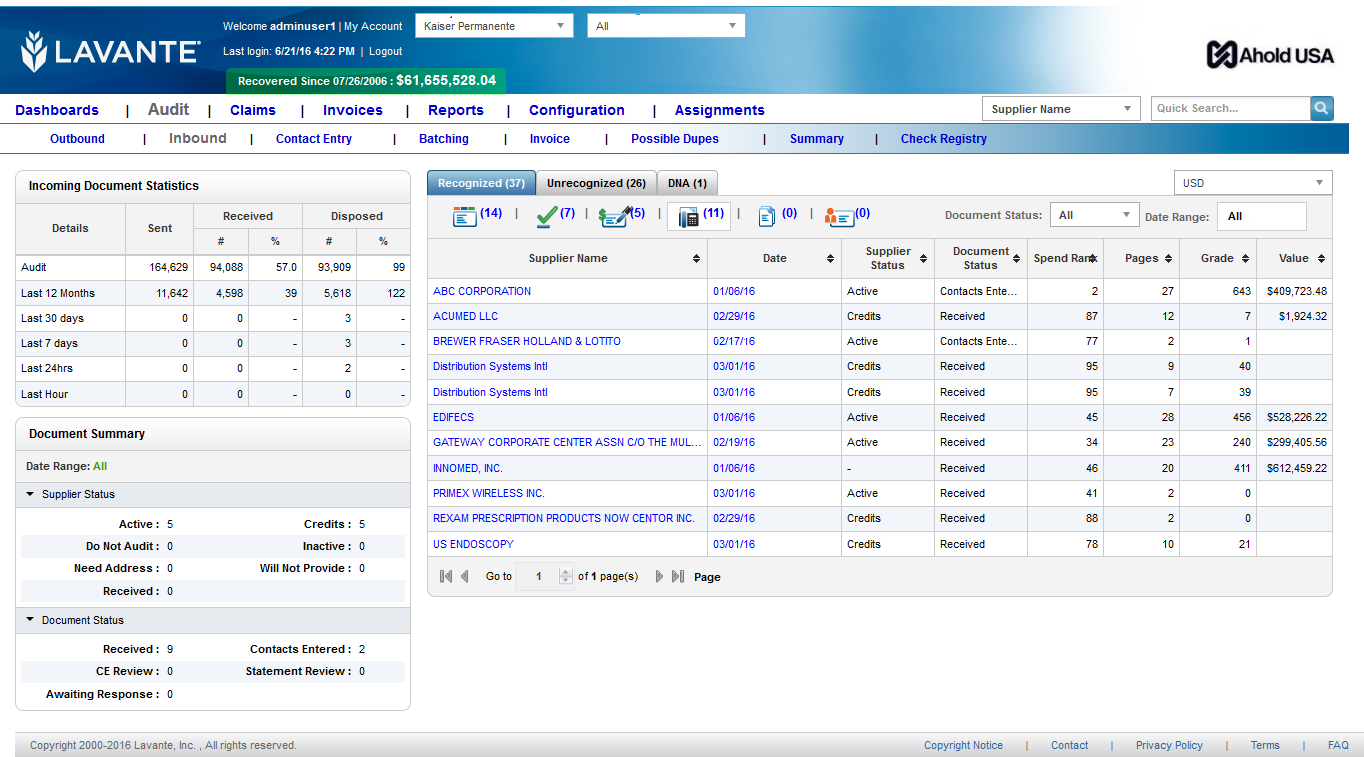 LAVANTE
Welcome adminuser1 | My Account
Kaiser Permanente
All
Last login: 6/21/16 4:22 PM | Logout
Recovered Since 07/26/2006 : $61,655,528.04
Ahold USA
Dashboards | Audit | Claims | Invoices | Reports | Configuration | Assignments
Supplier Name
Quick Search...
Outbound | Inbound | Contact Entry | Batching | Invoice | Possible Dupes | Summary | Check Registry
Incoming Document Statistics
Details Sent Received Disposed
# % # %
Audit 164,629 94,088 57.0 93,909 99
Last 12 Months 11,642 4,598 39 5,618 122
Last 30 days 0 0 - 3 -
Last 7 days 0 0 - 3 -
Last 24hrs 0 0 - 2 -
Last Hour 0 0 - 0 -
Document Summary
Date Range: All
Supplier Status
Active : 5 Credits : 5
Do Not Audit : 0 Inactive : 0
Need Address : 0 Will Not Provide : 0
Received : 0
Document Status
Received : 9 Contacts Entered : 2
CE Review : 0 Statement Review : 0
Awaiting Response : 0
Recognized (37) Unrecognized (26) DNA (1)
USD
(14) | (7) | (5) | (11) | (0) | (0)
Document Status: All Date Range: All
Supplier Name Date Supplier Status Document Status Spend Rank Pages Grade Value
ABC CORPORATION 01/06/16 Active Contacts Ente... 2 27 643 $409,723.48
ACUMED LLC 02/29/16 Credits Received 87 12 7 $1,924.32
BREWER FRASER HOLLAND & LOTITO 02/17/16 Active Contacts Ente... 77 2 1
Distribution Systems Intl 03/01/16 Credits Received 95 9 40
Distribution Systems Intl 03/01/16 Credits Received 95 7 39
EDIFECS 01/06/16 Active Received 45 28 456 $528,226.22
GATEWAY CORPORATE CENTER ASSN C/O THE MUL... 02/19/16 Active Received 34 23 240 $299,405.56
INNOMED, INC. 01/06/16 - Received 46 20 411 $612,459.22
PRIMEX WIRELESS INC. 03/01/16 Active Received 41 2 0
REXAM PRESCRIPTION PRODUCTS NOW CENTOR INC. 02/29/16 Credits Received 88 2 0
US ENDOSCOPY 03/01/16 Credits Received 78 10 21
Go to 1 of 1 page(s) Page
Copyright 2000-2016 Lavante, Inc. , All rights reserved.
Copyright Notice | Contact | Privacy Policy | Terms | FAQ